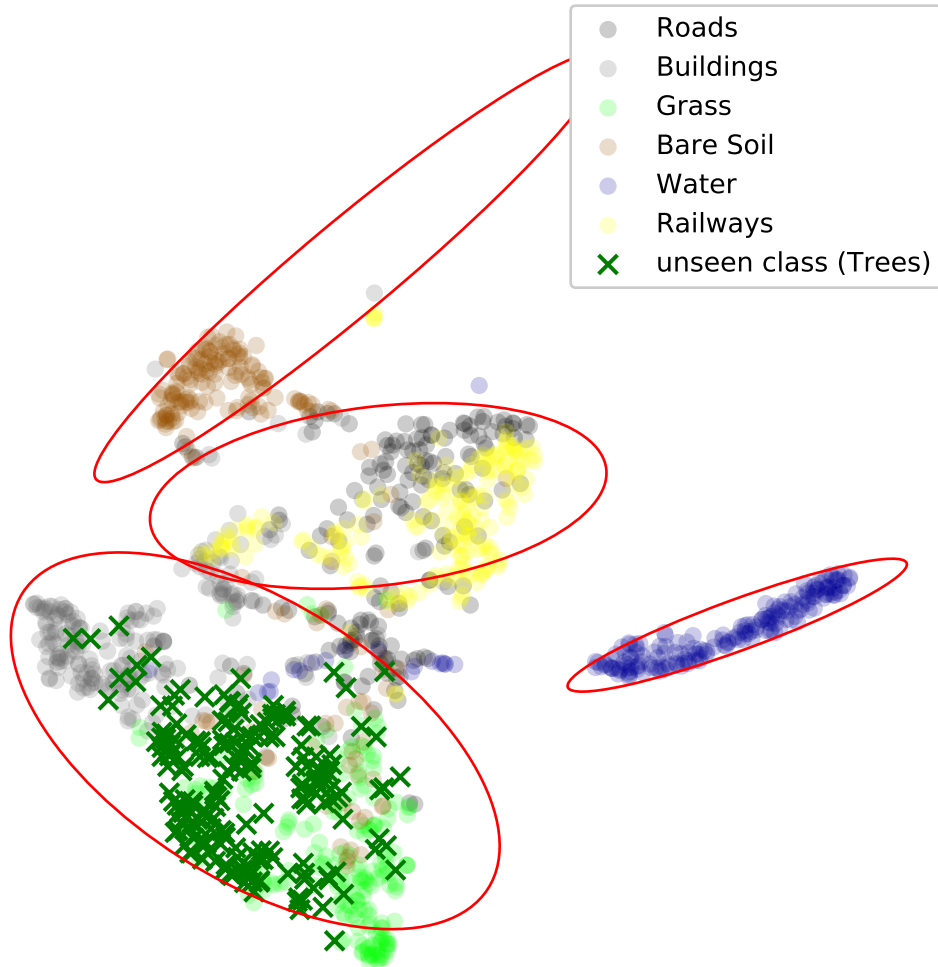 Roads
Buildings
Grass
Bare Soil
Water
Railways
unseen class (Trees)